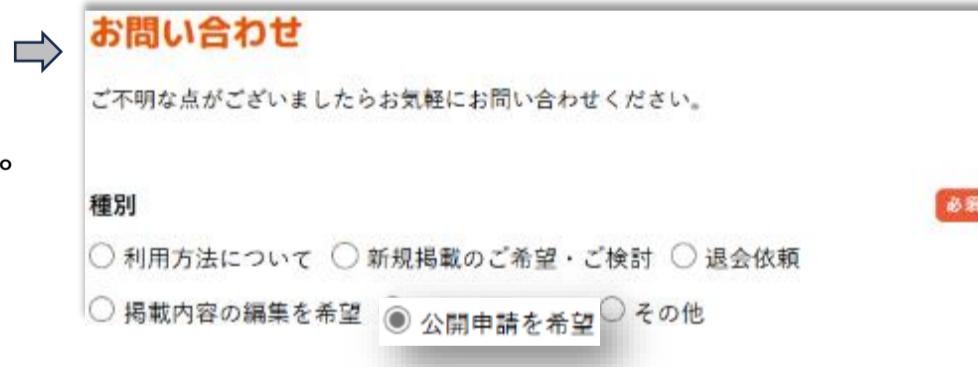 お問い合わせ
ご不明な点がございましたらお気軽にお問い合わせください。
。
種別 必須
利用方法について 新規掲載のご希望・ご検討 退会依頼
掲載内容の編集を希望 公開申請を希望 その他